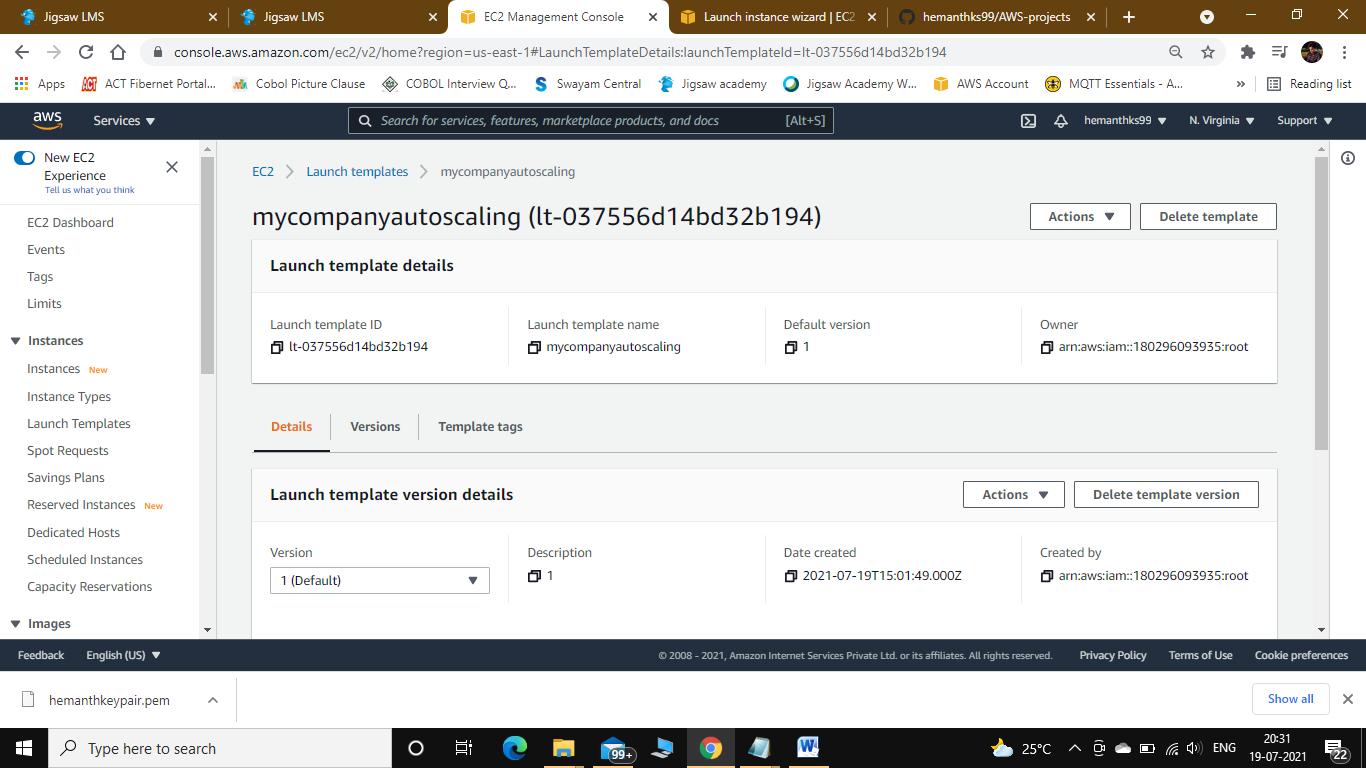 Jigsaw LMS
Jigsaw LMS
EC2 Management Console
Launch instance wizard | EC2
hemanthks99/AWS-projects
console.aws.amazon.com/ec2/v2/home?region=us-east-1#LaunchTemplateDetails:launchTemplateId=lt-037556d14bd32b194
Apps
ACT Fibernet Portal...
Cobol Picture Clause
COBOL Interview Q...
Swayam Central
Jigsaw academy
Jigsaw Academy W...
AWS Account
MQTT Essentials - A...
»
Reading list
aws
Services
Search for services, features, marketplace products, and docs
[Alt+S]
hemanthks99
N. Virginia
Support
New EC2
Experience
Tell us what you think
EC2 Dashboard
Events
Tags
Limits
Instances
Instances New
Instance Types
Launch Templates
Spot Requests
Savings Plans
Reserved Instances New
Dedicated Hosts
Scheduled Instances
Capacity Reservations
Images
EC2
Launch templates
mycompanyautoscaling
mycompanyautoscaling (lt-037556d14bd32b194)
Actions
Delete template
Launch template details
Launch template ID
lt-037556d14bd32b194
Launch template name
mycompanyautoscaling
Default version
1
Owner
arn:aws:iam::180296093935:root
Details
Versions
Template tags
Launch template version details
Actions
Delete template version
Version
1 (Default)
Description
1
Date created
2021-07-19T15:01:49.000Z
Created by
arn:aws:iam::180296093935:root
Feedback
English (US)
© 2008 - 2021, Amazon Internet Services Private Ltd. or its affiliates. All rights reserved.
Privacy Policy
Terms of Use
Cookie preferences
hemanthkeypair.pem
Show all
Type here to search
99+
25°C
ENG
20:31
19-07-2021
22